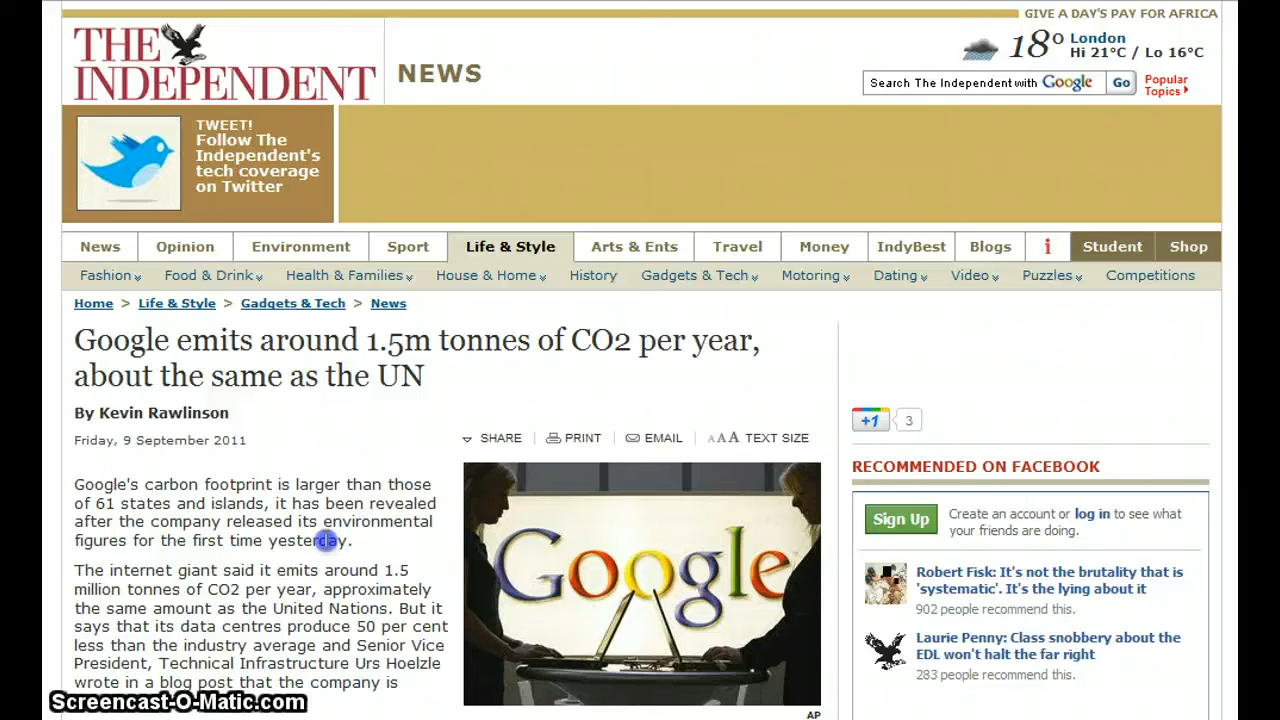 GIVE A DAY'S PAY FOR AFRICA
THE
INDEPENDENT
NEWS
18° London
Hi 21°C / Lo 16°C
Search The Independent with Google Go Popular
Topics
TWEET!
Follow The
Independent's
tech coverage
on Twitter
News Opinion Environment Sport Life & Style Arts & Ents Travel Money IndyBest Blogs i Student Shop
Fashion Food & Drink Health & Families House & Home History Gadgets & Tech Motoring Dating Video Puzzles Competitions
Home > Life & Style > Gadgets & Tech > News
Google emits around 1.5m tonnes of CO2 per year,
about the same as the UN
By Kevin Rawlinson
Friday, 9 September 2011
SHARE PRINT EMAIL AAA TEXT SIZE
Google's carbon footprint is larger than those
of 61 states and islands, it has been revealed
after the company released its environmental
figures for the first time yesterday.
The internet giant said it emits around 1.5
million tonnes of CO2 per year, approximately
the same amount as the United Nations. But it
says that its data centres produce 50 per cent
less than the industry average and Senior Vice
President, Technical Infrastructure Urs Hoelzle
wrote in a blog post that the company is
Google
AP
+1 3
RECOMMENDED ON FACEBOOK
Sign Up Create an account or log in to see what
your friends are doing.
Robert Fisk: It's not the brutality that is
'systematic'. It's the lying about it
902 people recommend this.
Laurie Penny: Class snobbery about the
EDL won't halt the far right
283 people recommend this.
Screencast-O-Matic.com